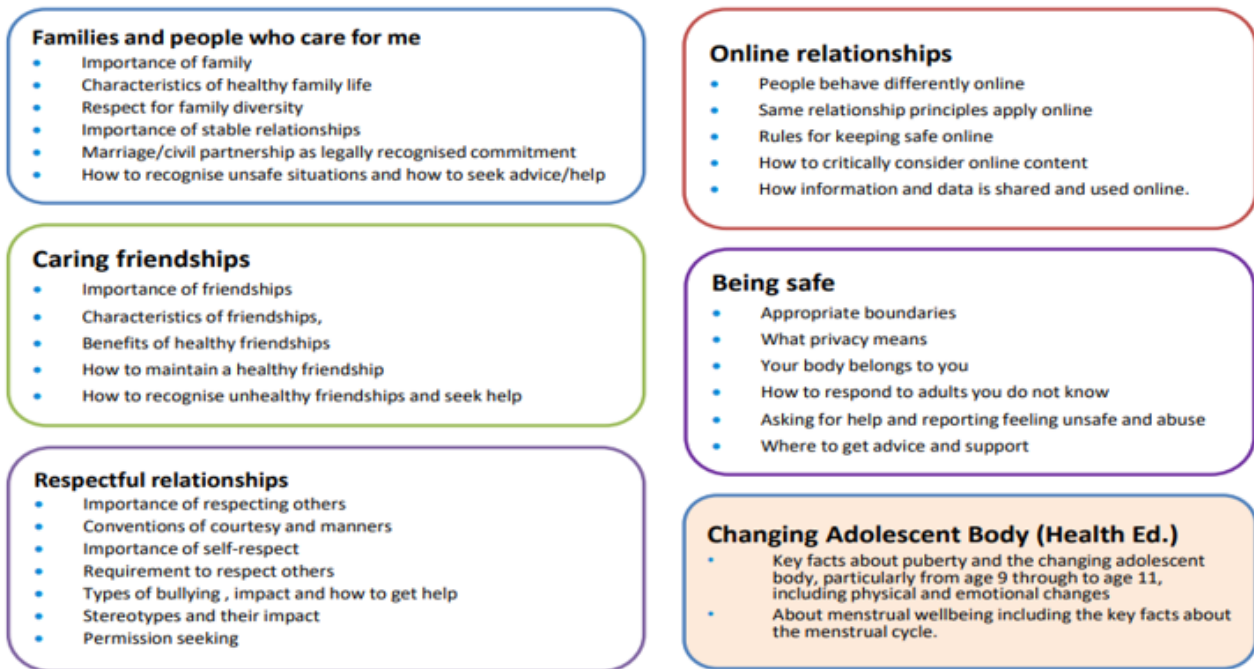 Families and people who care for me
Importance of family
Characteristics of healthy family life
Respect for family diversity
Importance of stable relationships
Marriage/civil partnership as legally recognised commitment
How to recognise unsafe situations and how to seek advice/help
Caring friendships
Importance of friendships
Characteristics of friendships,
Benefits of healthy friendships
How to maintain a healthy friendship
How to recognise unhealthy friendships and seek help
Respectful relationships
Importance of respecting others
Conventions of courtesy and manners
Importance of self-respect
Requirement to respect others
Types of bullying , impact and how to get help
Stereotypes and their impact
Permission seeking
Online relationships
People behave differently online
Same relationship principles apply online
Rules for keeping safe online
How to critically consider online content
How information and data is shared and used online.
Being safe
Appropriate boundaries
What privacy means
Your body belongs to you
How to respond to adults you do not know
Asking for help and reporting feeling unsafe and abuse
Where to get advice and support
Changing Adolescent Body (Health Ed.)
Key facts about puberty and the changing adolescent
body, particularly from age 9 through to age 11,
including physical and emotional changes
About menstrual wellbeing including the key facts about
the menstrual cycle.